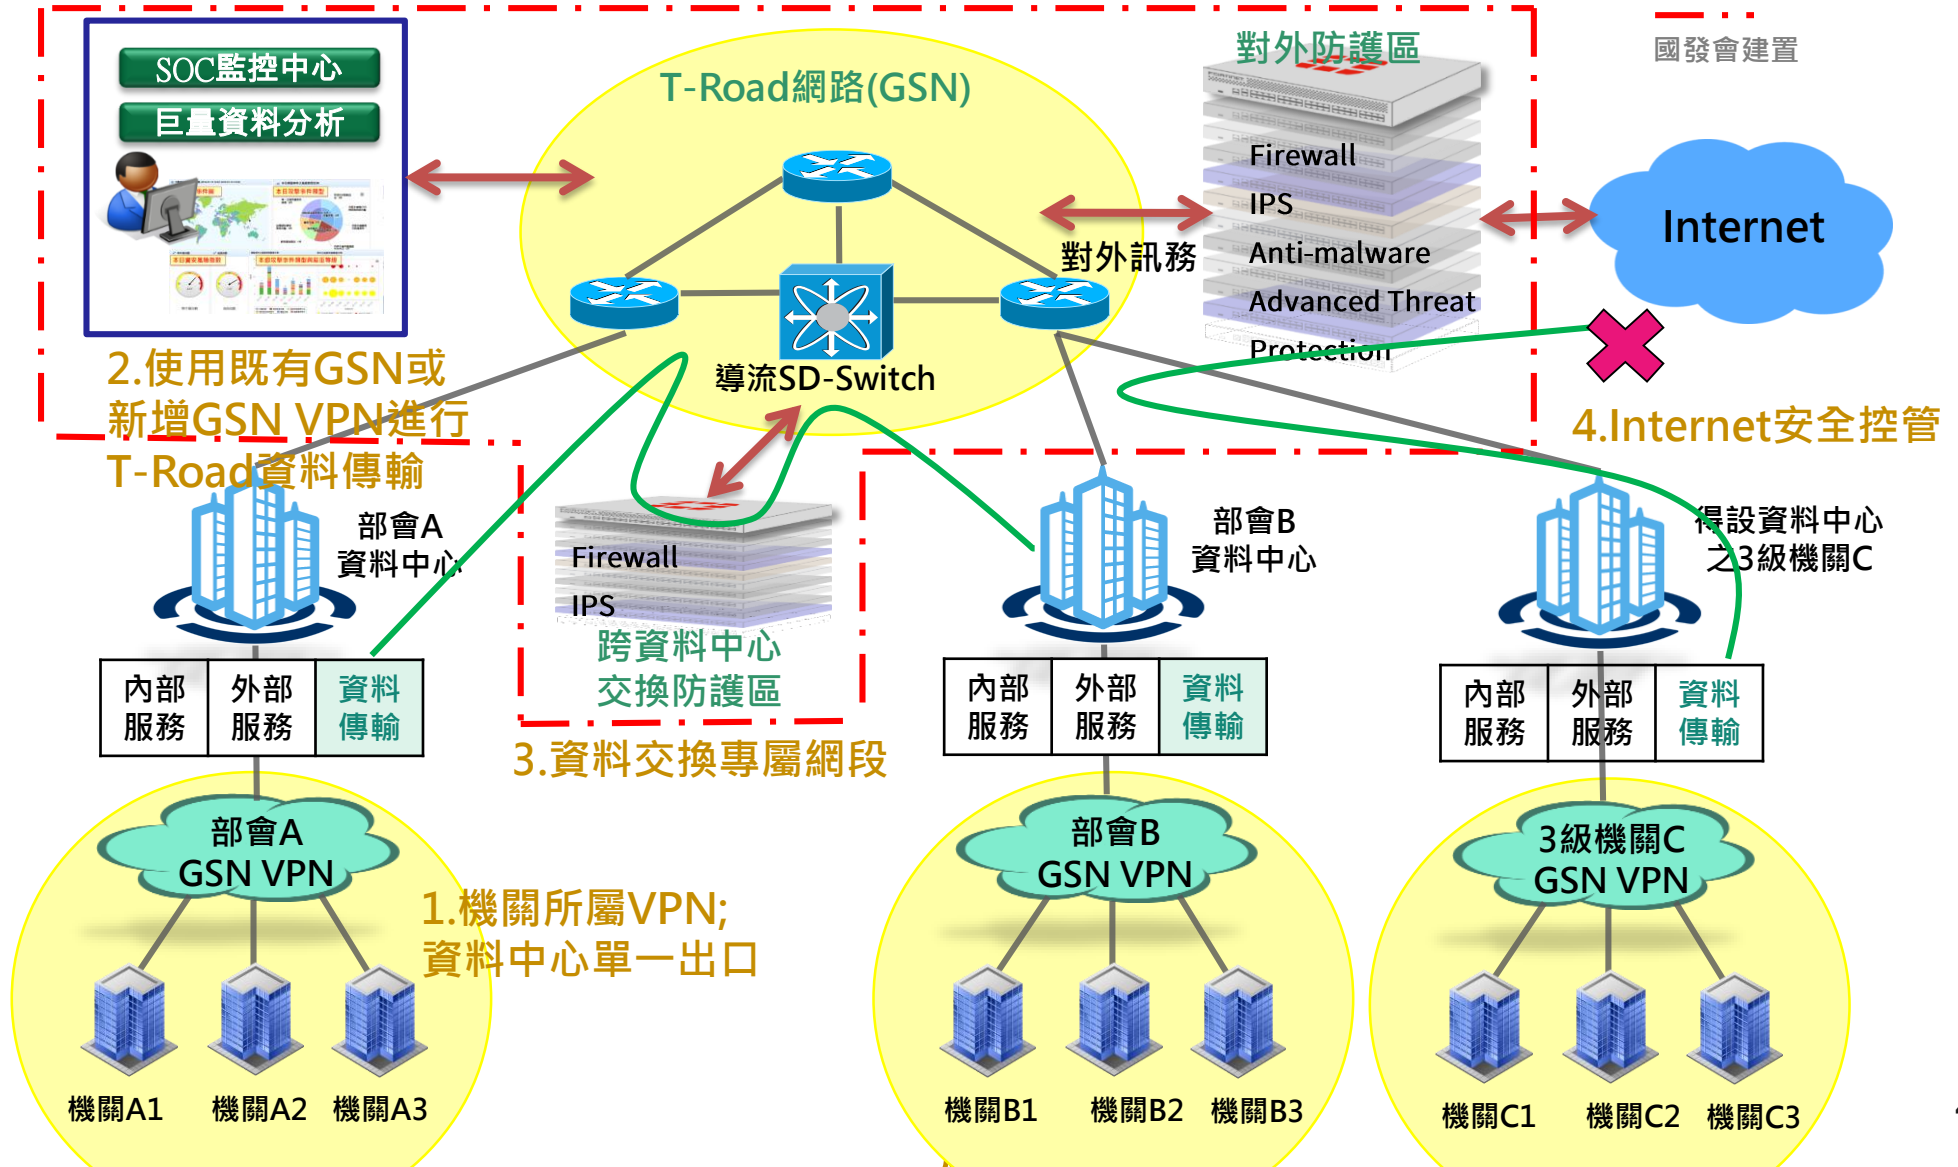 國發會建置
SOC監控中心
巨量資料分析
本日攻擊事件類型
T-Road網路(GSN)
對外防護區
Firewall
IPS
Anti-malware
Advanced Threat
Protection
Internet
對外訊務
導流SD-Switch
2.使用既有GSN或
新增GSN VPN進行
T-Road資料傳輸
4.Internet安全控管
部會A
資料中心
Firewall
IPS
跨資料中心
交換防護區
部會B
資料中心
得設資料中心
之3級機關C
內部
服務
外部
服務
資料
傳輸
內部
服務
外部
服務
資料
傳輸
內部
服務
外部
服務
資料
傳輸
3.資料交換專屬網段
部會A
GSN VPN
部會B
GSN VPN
3級機關C
GSN VPN
1.機關所屬VPN;
資料中心單一出口
機關A1
機關A2
機關A3
機關B1
機關B2
機關B3
機關C1
機關C2
機關C3